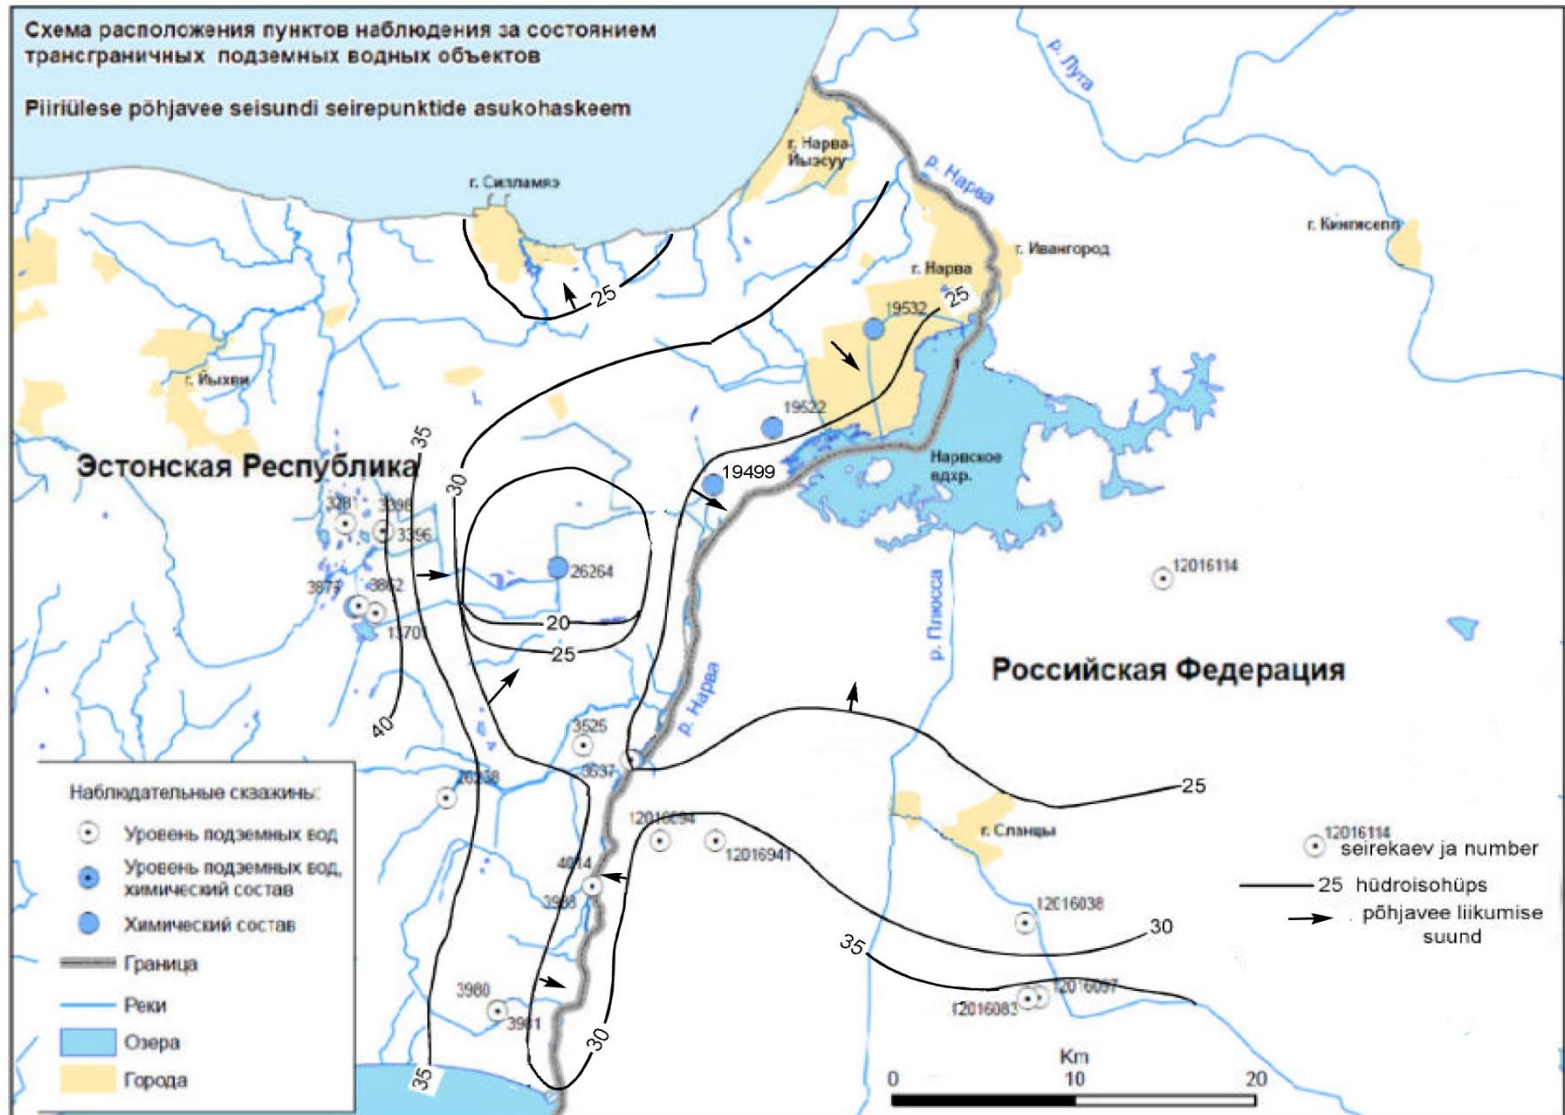 Схема расположения пунктов наблюдения за состоянием
трансграничных подземных водных объектов
Piiriülese põhjavee seisundi seirepunktide asukohaskeem
р. Луга
г. Нарва-
Йыэсуу
р. Нарва
г. Силламяэ
г. Кингисепп
г. Ивангород
г. Нарва
25
25
19532
г. Йыхви
19522
35
Эстонская Республика
30
19499
Нарвское
вдхр.
3398
3396
26264
12016114
3862
20
25
р. Плюсса
Российская Федерация
р. Нарва
40
3525
3637
25
Наблюдательные скзажины:
Уровень подземных вод
Уровень подземных вод,
химический состав
Химический состав
Граница
Реки
Озера
Города
12016941
г. Сланцы
12016114
seirekaev ja number
25 hüdroisohüps
põhjavee liikumise
suund
4014
12016038
30
35
3980
3981
12016097
12016083
30
35
Km
0 10 20